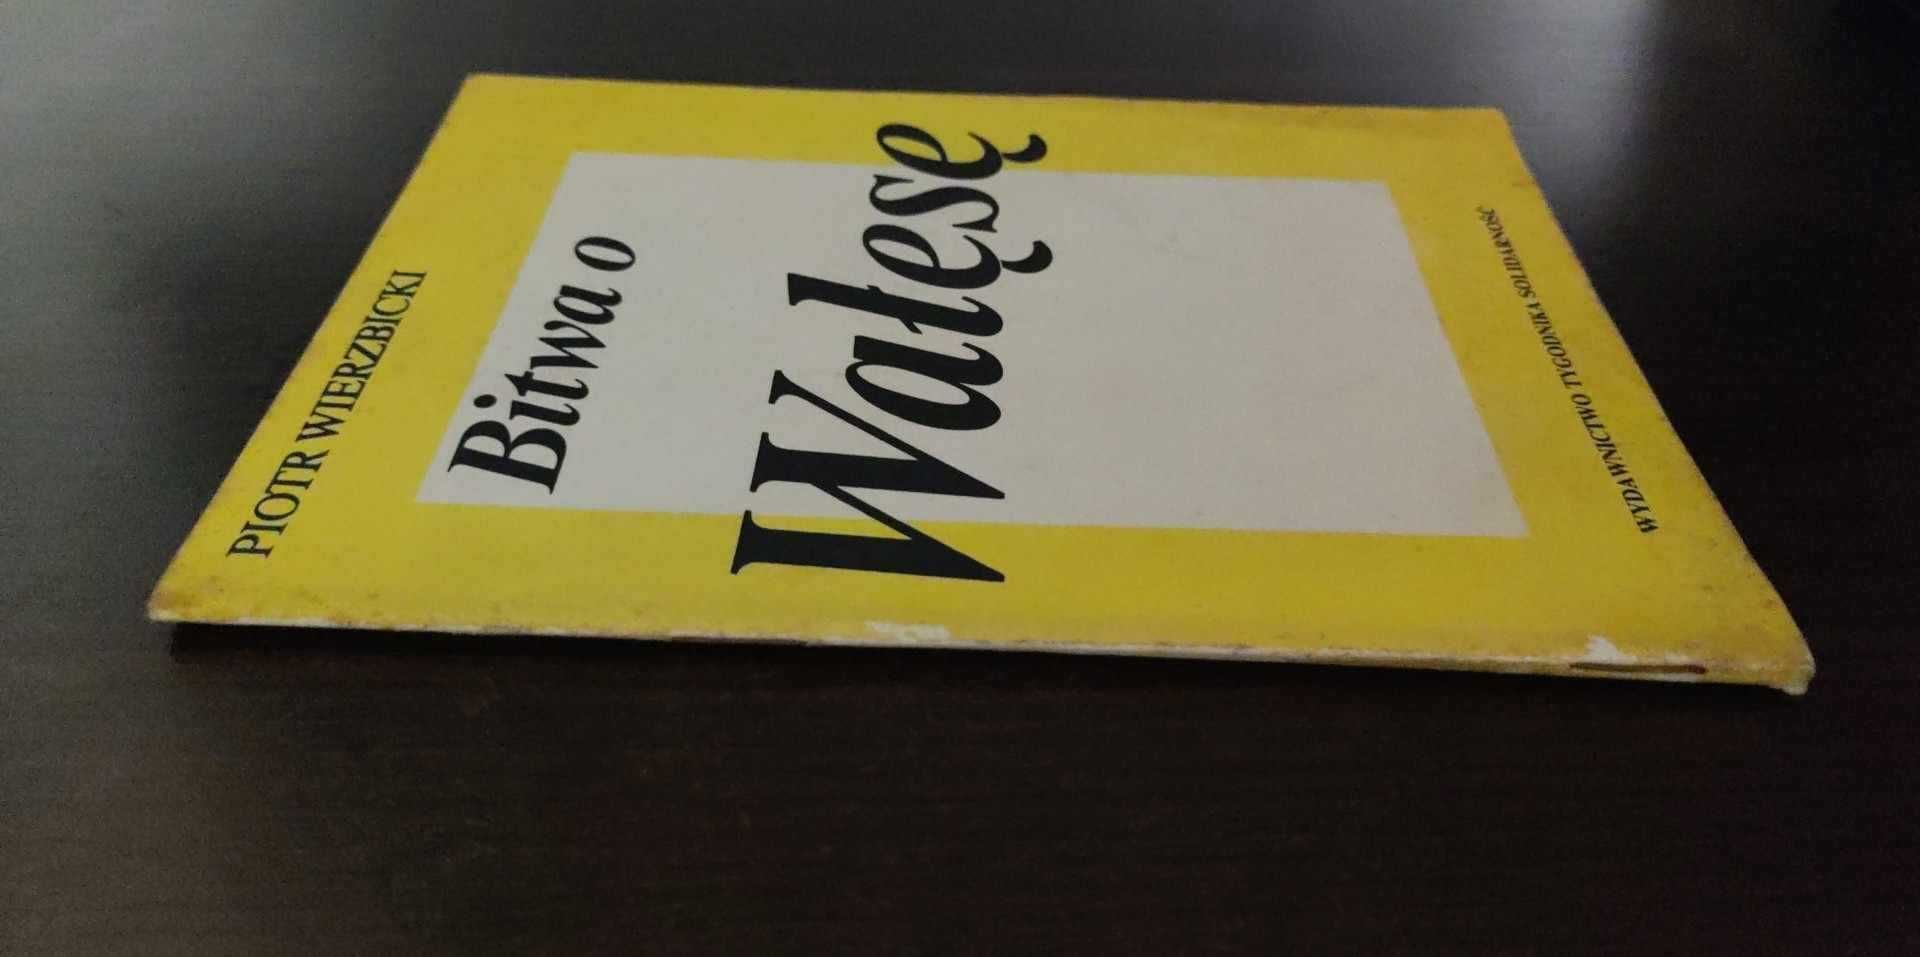 PIOTR WIERZBICKI
Bitwa o
Wałęsę
WYDAWNICTWO TYGODNIKA SOLIDARNOŚĆ